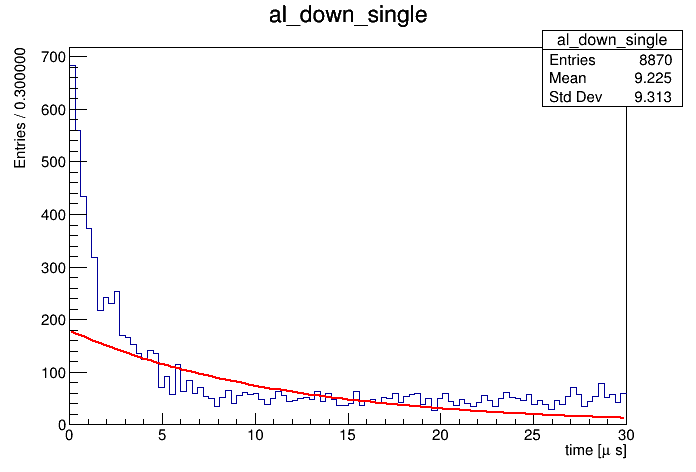 al_down_single
al_down_single
Entries 8870
Mean 9.225
Std Dev 9.313
Entries / 0.300000
700
600
500
400
300
200
100
0
0 5 10 15 20 25 30
time [μ s]